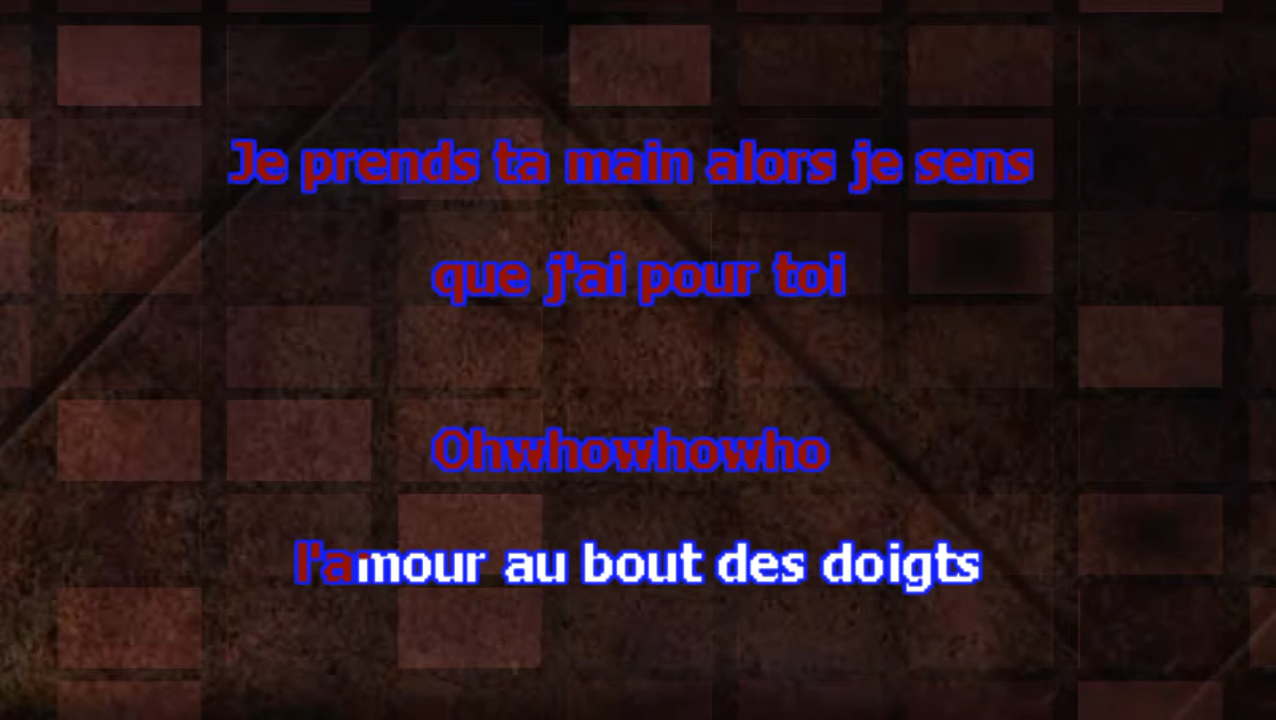 Je prends ta main alors je sens
que j'ai pour toi
Ohwhowhowho
l'amour au bout des doigts